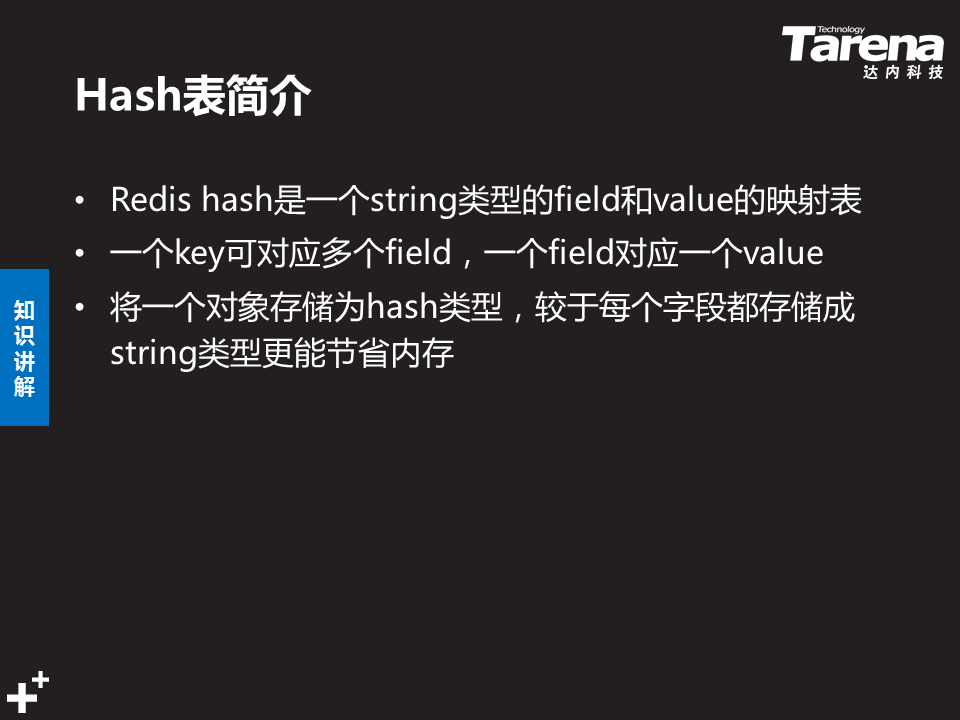 Technology
Tarena
达内科技
Hash表简介
• Redis hash是一个string类型的field和value的映射表
• 一个key可对应多个field，一个field对应一个value
• 将一个对象存储为hash类型，较于每个字段都存储成
string类型更能节省内存
知
识
讲
解